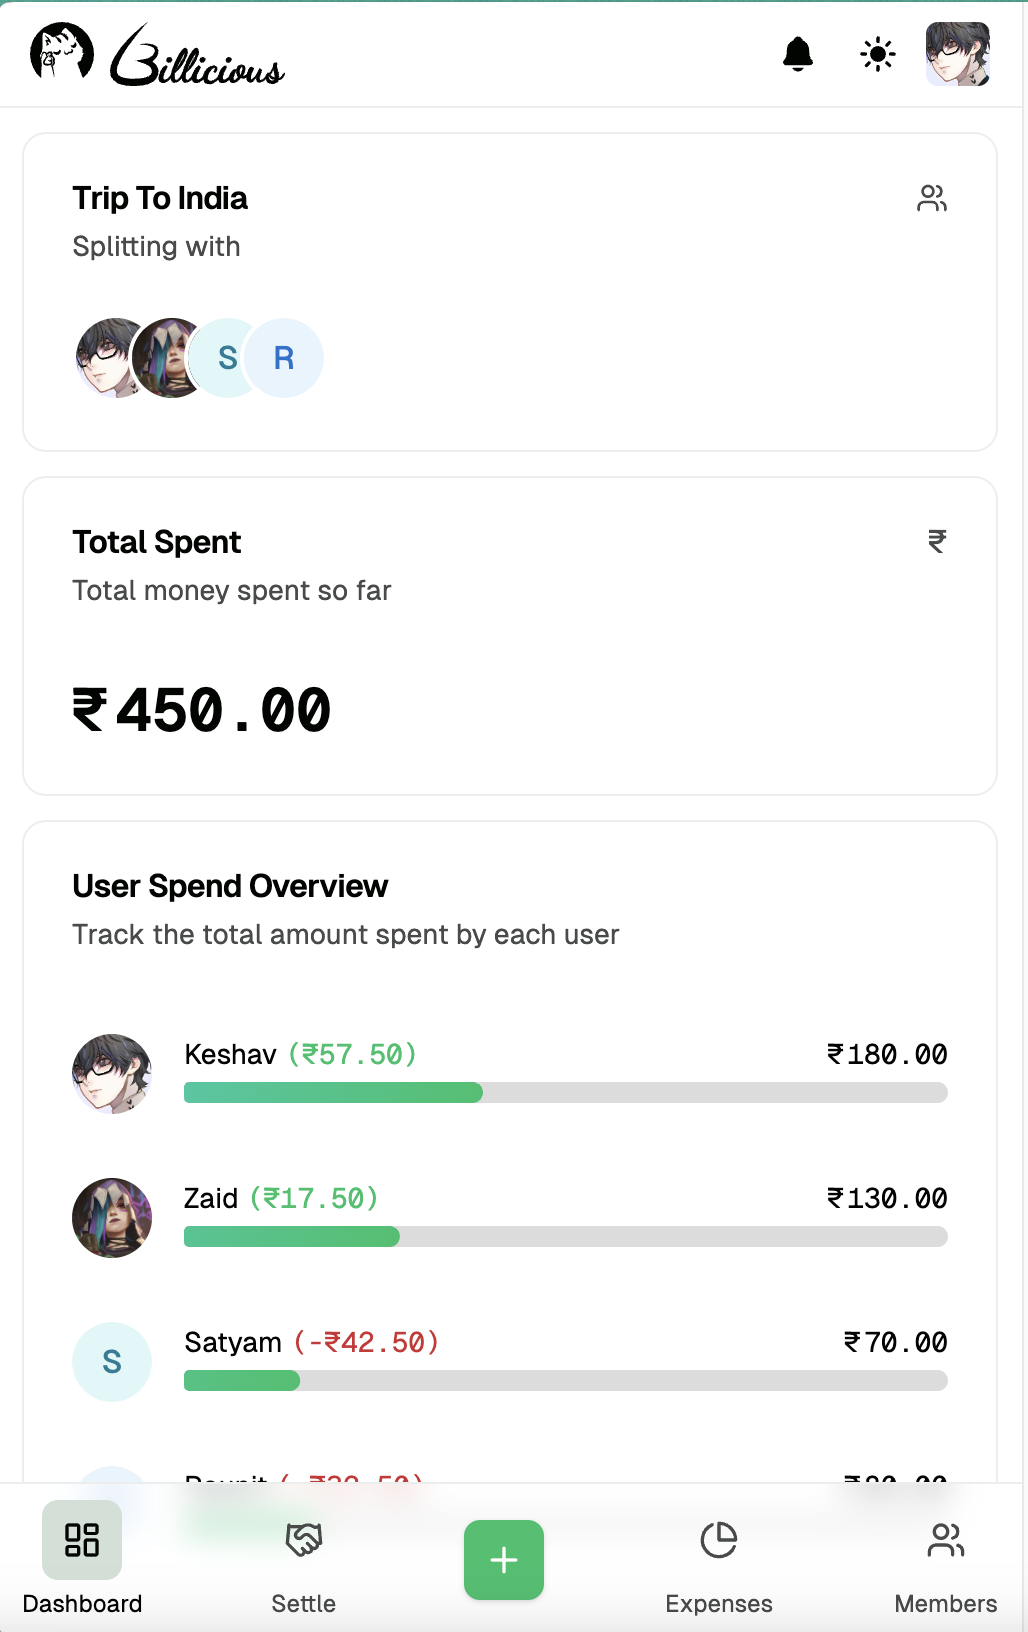 Billicious
Trip To India
Splitting with
S R
Total Spent
₹
Total money spent so far
₹450.00
User Spend Overview
Track the total amount spent by each user
Keshav (₹57.50) ₹180.00
Zaid (₹17.50) ₹130.00
S
Satyam (-₹42.50) ₹70.00
Dashboard Settle Expenses Members